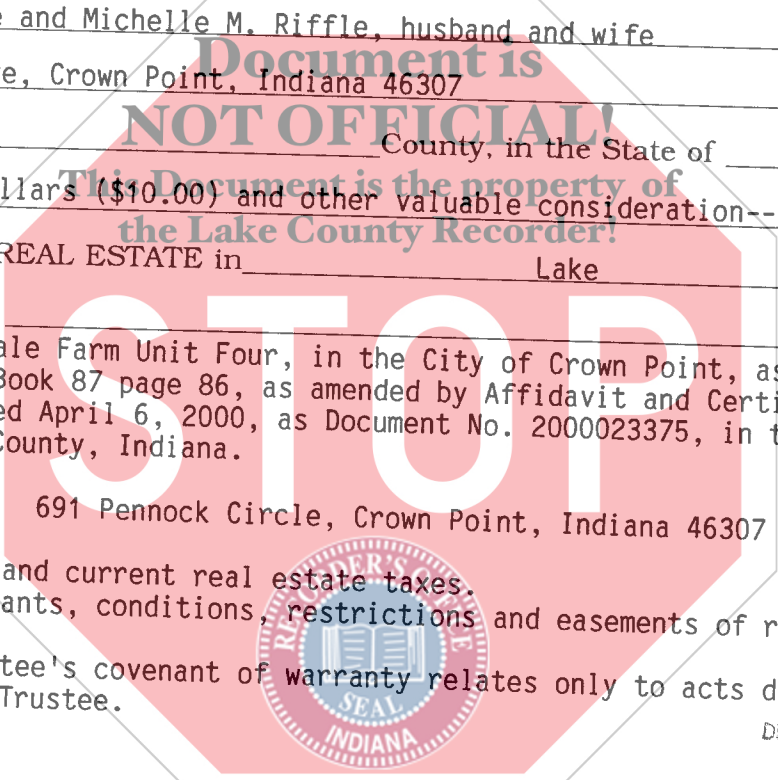 e and Michelle M. Riffle, husband and wife
Document is
e, Crown Point, Indiana 46307
NOT OFFICIAL!
County, in the State of
This Document is the property of
llars ($10.00) and other valuable consideration--
the Lake County Recorder!
REAL ESTATE in Lake
STOP
ale Farm Unit Four, in the City of Crown Point, as
Book 87 page 86, as amended by Affidavit and Certi
ed April 6, 2000, as Document No. 2000023375, in t
County, Indiana.
691 Pennock Circle, Crown Point, Indiana 46307
and current real estate taxes.
ants, conditions, restrictions and easements of r
RECORDER'S OFFICE
tee's covenant of warranty relates only to acts d
Trustee.
SEAL
INDIANA